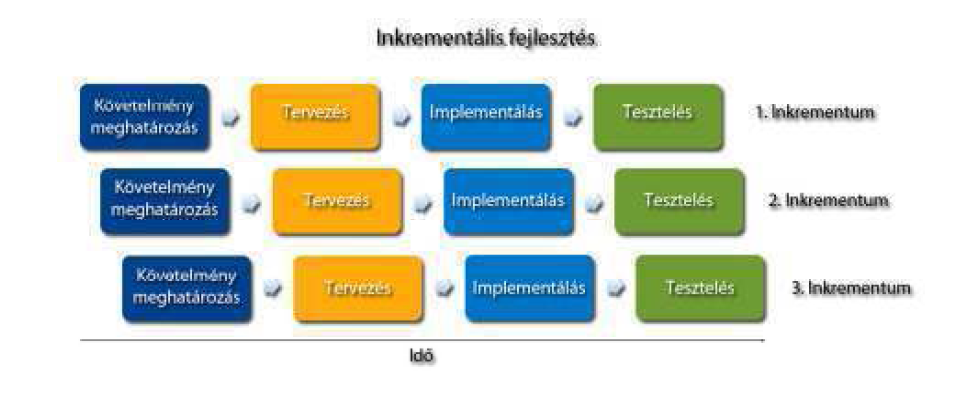 Inkrementális fejlesztés
Követelmény
meghatározás
Tervezés
Implementálás
Tesztelés
1. Inkrementum
Követelmény
meghatározás
Tervezés
Implementálás
Tesztelés
2. Inkrementum
Követelmény
meghatározás
Tervezés
Implementálás
Tesztelés
3. Inkrementum
Idő